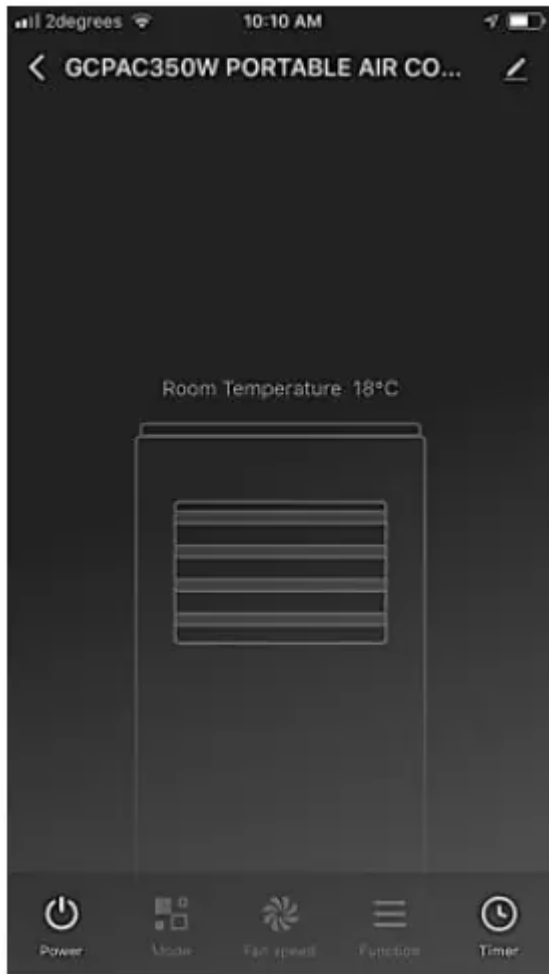 2degrees 10:10 AM
GCPAC350W PORTABLE AIR CO...
Room Temperature 18°C
Power Mode Fan speed Function Timer